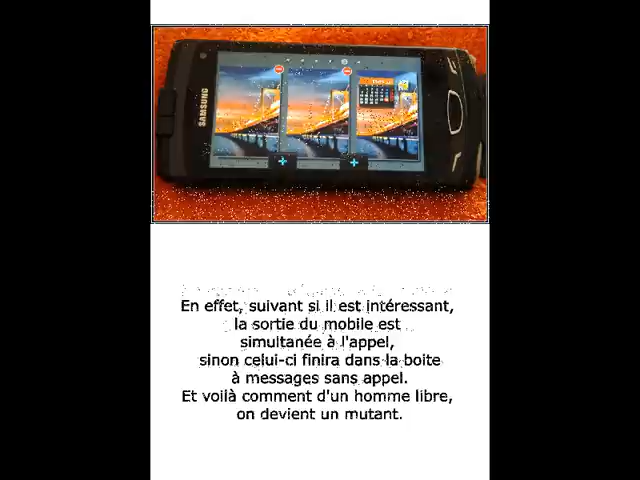 SAMSUNG
En effet, suivant si il est intéressant,
la sortie du mobile est
simultanée à l'appel,
sinon celui-ci finira dans la boite
à messages sans appel.
Et voilà comment d'un homme libre,
on devient un mutant.